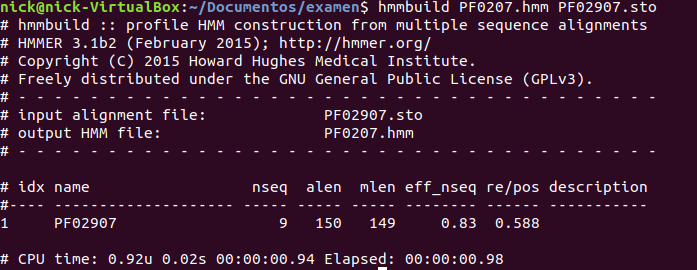 nick@nick-VirtualBox:~/Documentos/examen$ hmmbuild PF0207.hmm PF02907.sto
# hmmbuild :: profile HMM construction from multiple sequence alignments
# HMMER 3.1b2 (February 2015); http://hmmer.org/
# Copyright (C) 2015 Howard Hughes Medical Institute.
# Freely distributed under the GNU General Public License (GPLv3).
# - - - - - - - - - - - - - - - - - - - - - - - - - - - - - - - - - - - -
# input alignment file:             PF02907.sto
# output HMM file:                  PF0207.hmm
# - - - - - - - - - - - - - - - - - - - - - - - - - - - - - - - - - - - -
# idx name                  nseq  alen  mlen eff_nseq re/pos description
#---- -------------------- ----- ----- ----- -------- ------ -----------
1     PF02907                  9   150   149     0.83  0.588
# CPU time: 0.92u 0.02s 00:00:00.94 Elapsed: 00:00:00.98